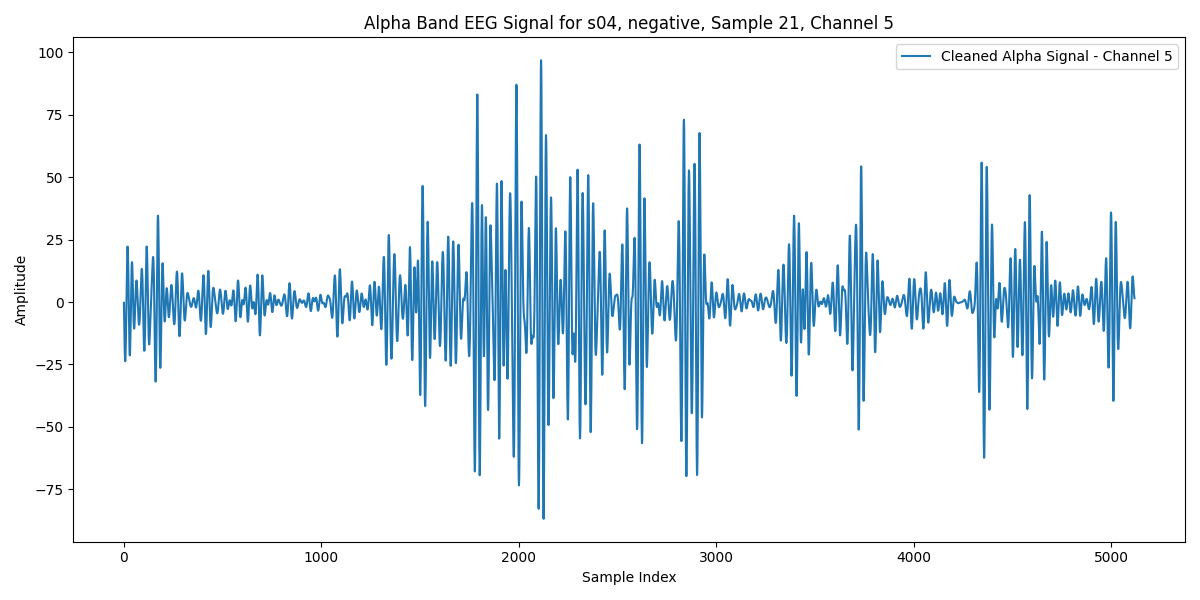 Alpha Band EEG Signal for s04, negative, Sample 21, Channel 5
Cleaned Alpha Signal - Channel 5
Amplitude
100
75
50
25
0
−25
−50
−75
0 1000 2000 3000 4000 5000
Sample Index